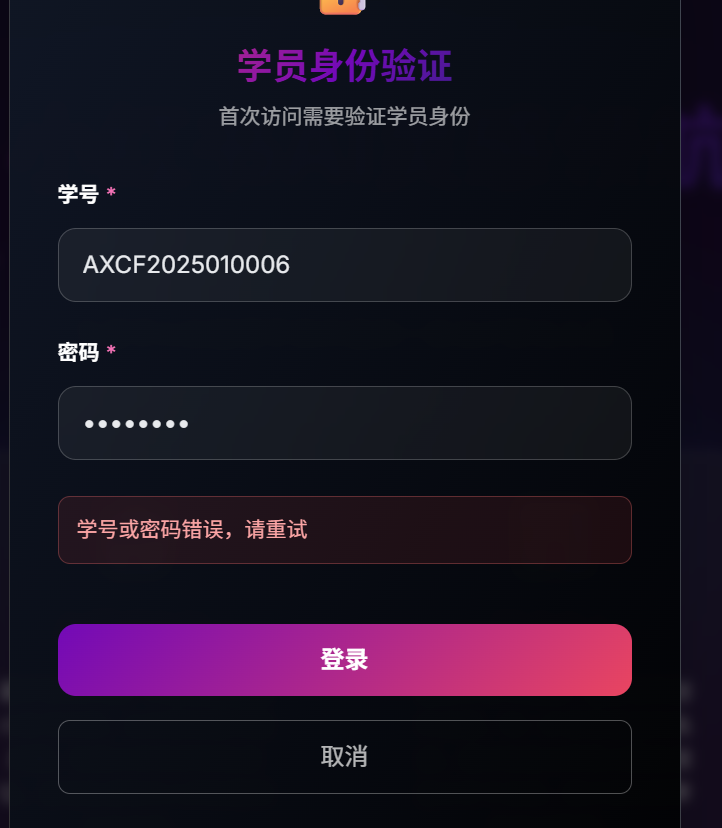 学员身份验证
首次访问需要验证学员身份
学号 *
AXCF2025010006
密码 *
••••••••
学号或密码错误，请重试
登录
取消